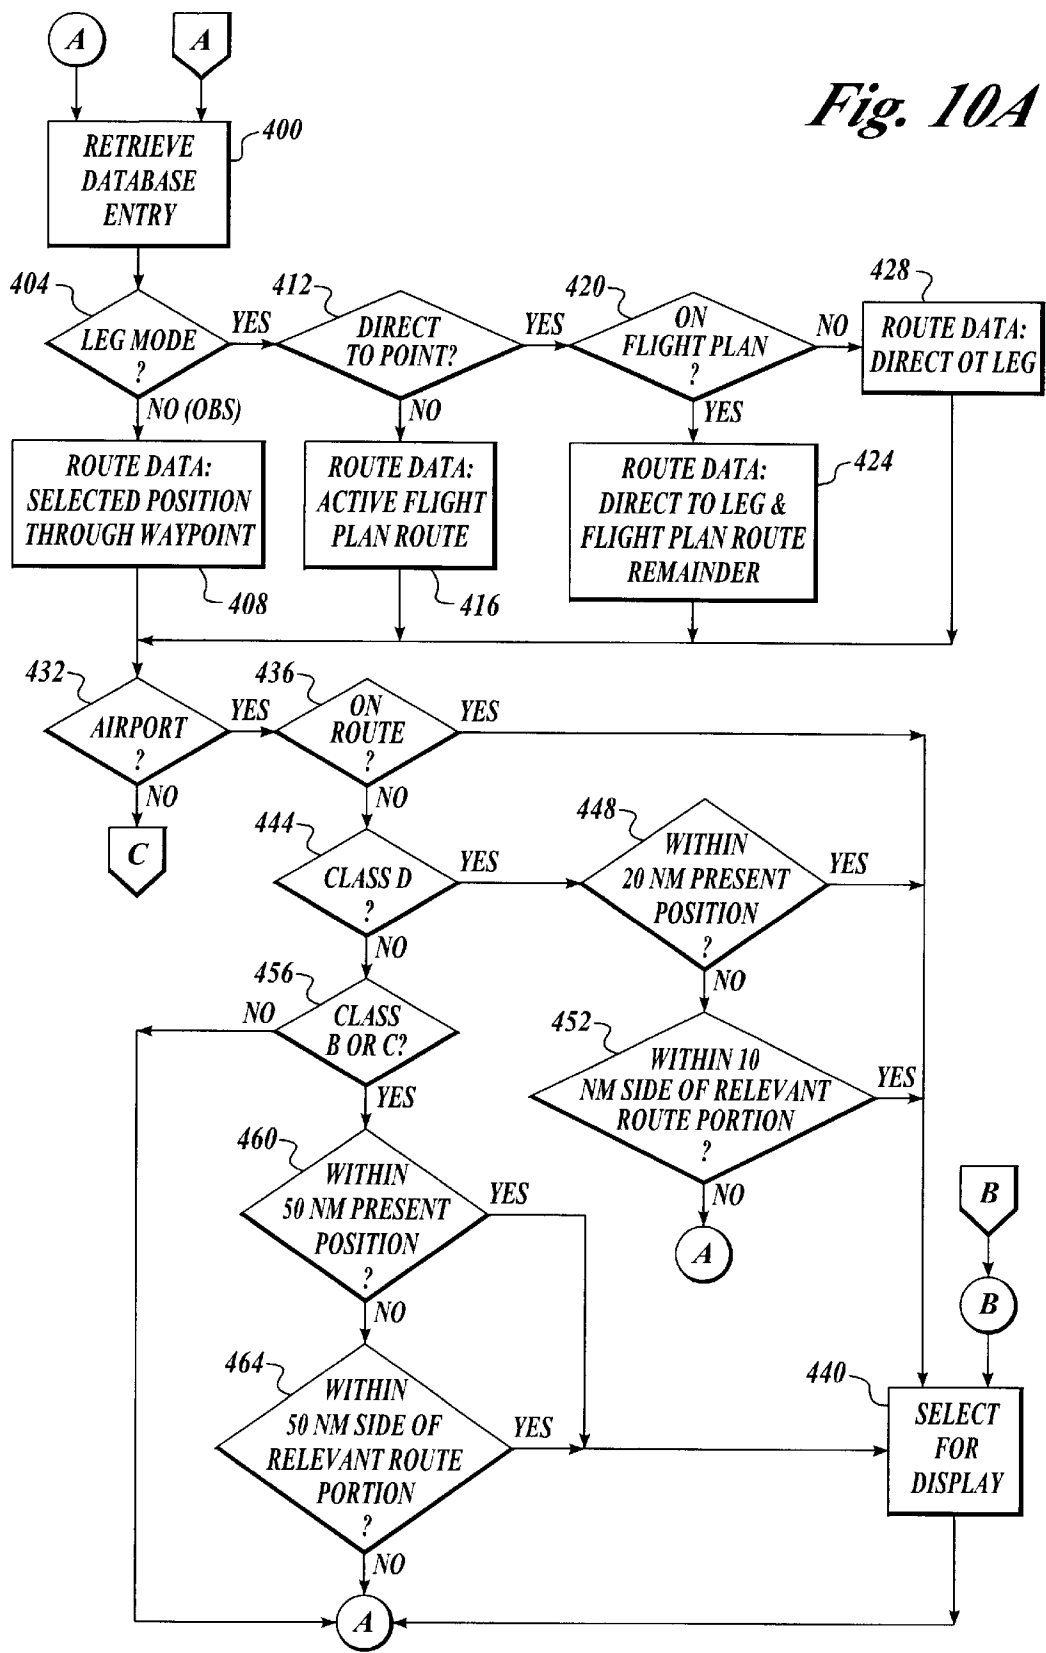 A
A
Fig. 10A
RETRIEVE
DATABASE
ENTRY
400
404
LEG MODE
?
YES
NO (OBS)
412
DIRECT
TO POINT?
YES
NO
420
ON
FLIGHT PLAN
?
NO
YES
428
ROUTE DATA:
DIRECT OT LEG
ROUTE DATA:
SELECTED POSITION
THROUGH WAYPOINT
408
ROUTE DATA:
ACTIVE FLIGHT
PLAN ROUTE
416
ROUTE DATA:
DIRECT TO LEG &
FLIGHT PLAN ROUTE
REMAINDER
424
432
AIRPORT
?
YES
NO
C
436
ON
ROUTE
?
YES
NO
444
CLASS D
?
YES
NO
448
WITHIN
20 NM PRESENT
POSITION
?
YES
NO
456
CLASS
B OR C?
NO
YES
452
WITHIN 10
NM SIDE OF RELEVANT
ROUTE PORTION
?
YES
NO
A
460
WITHIN
50 NM PRESENT
POSITION
?
YES
NO
B
B
464
WITHIN
50 NM SIDE OF
RELEVANT ROUTE
PORTION
?
YES
NO
440
SELECT
FOR
DISPLAY
A